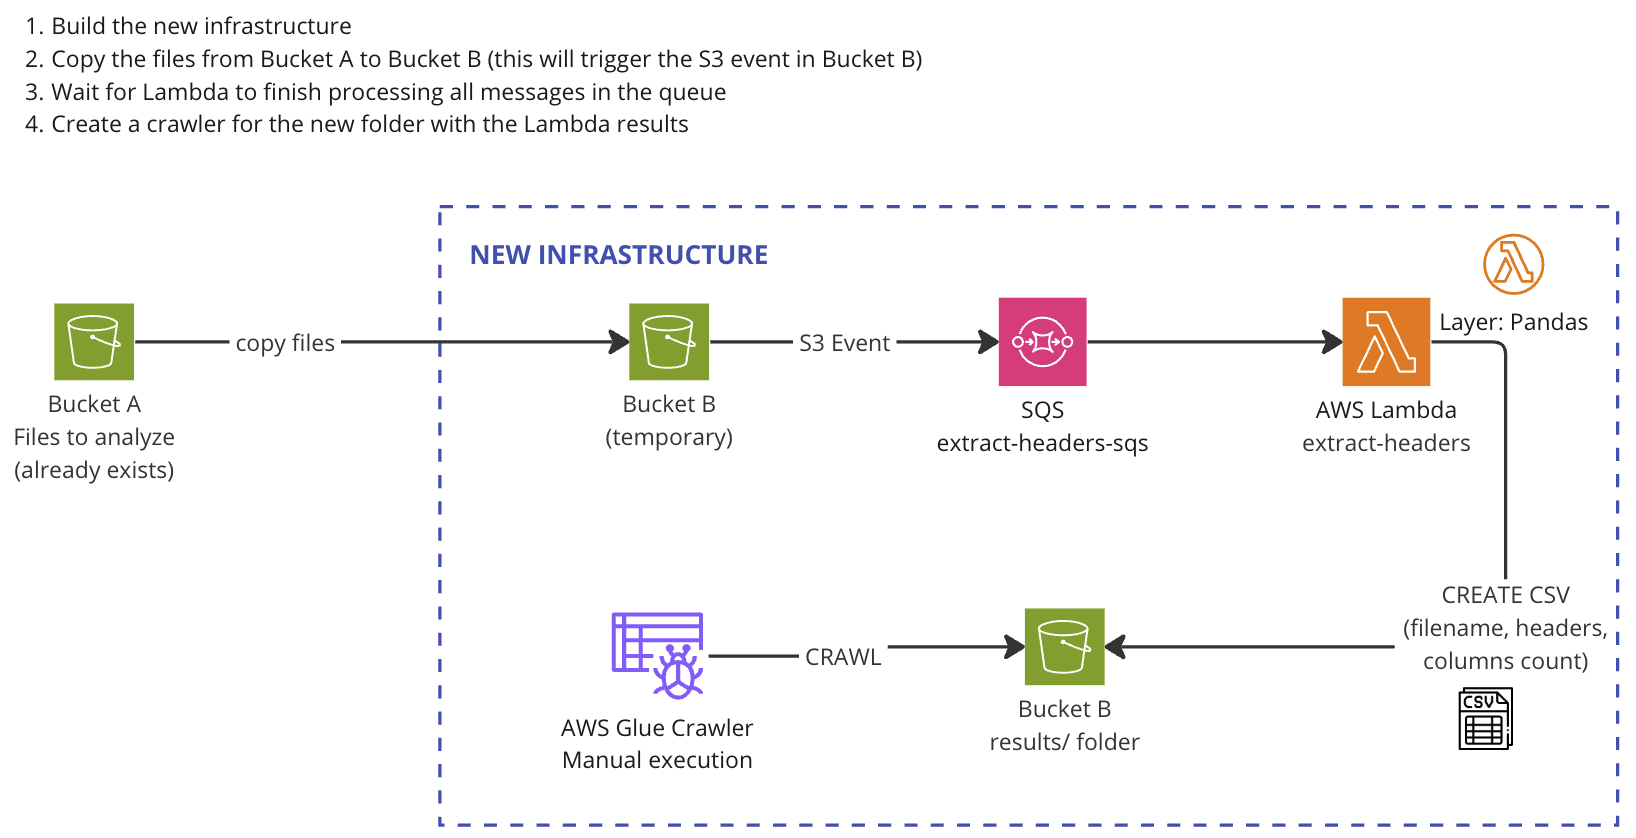 1. Build the new infrastructure
2. Copy the files from Bucket A to Bucket B (this will trigger the S3 event in Bucket B)
3. Wait for Lambda to finish processing all messages in the queue
4. Create a crawler for the new folder with the Lambda results
NEW INFRASTRUCTURE
copy files
S3 Event
Layer: Pandas
Bucket A
Files to analyze
(already exists)
Bucket B
(temporary)
SQS
extract-headers-sqs
AWS Lambda
extract-headers
CREATE CSV
(filename, headers,
columns count)
CSV
CRAWL
AWS Glue Crawler
Manual execution
Bucket B
results/ folder